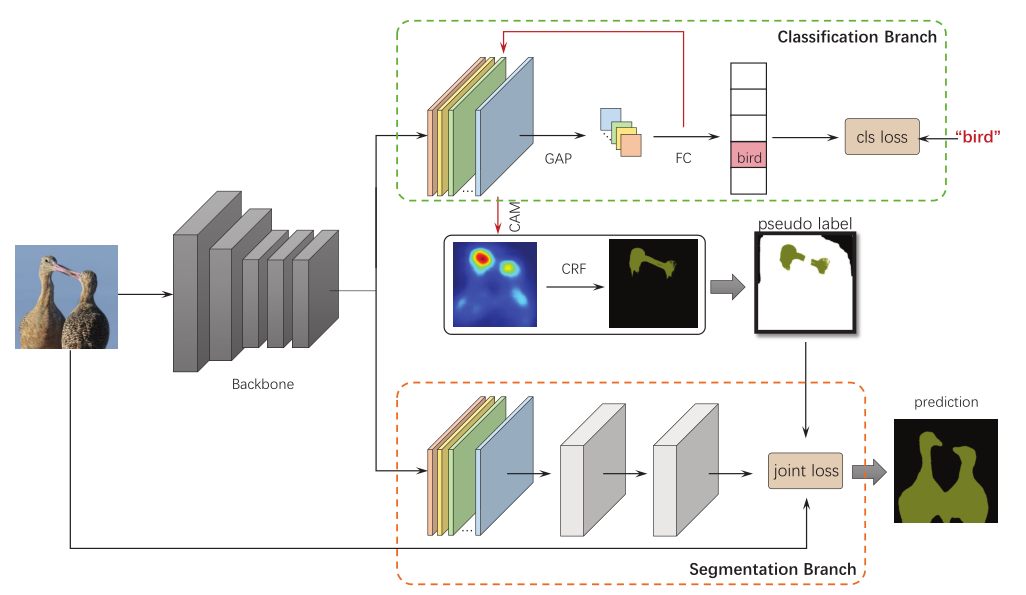 Classification Branch
GAP
FC
bird
cls loss
“bird”
...
CAM
pseudo label
CRF
Backbone
prediction
joint loss
...
Segmentation Branch